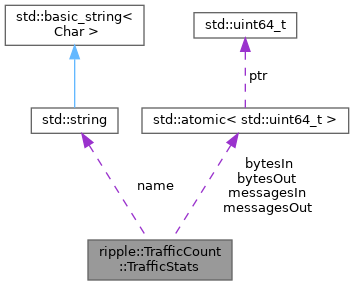 std::basic_string<
Char >
std::uint64_t
ptr
std::string
std::atomic< std::uint64_t >
name
bytesIn
bytesOut
messagesIn
messagesOut
ripple::TrafficCount
::TrafficStats